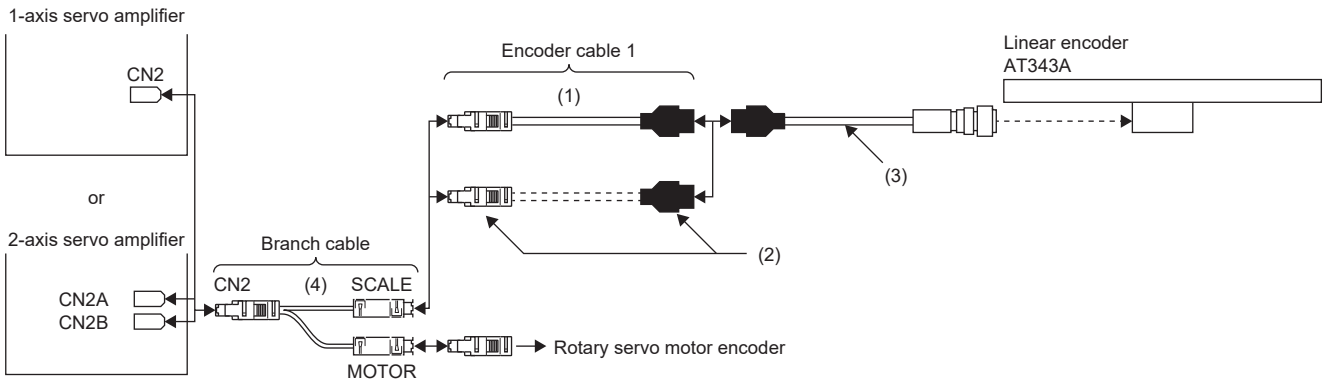 1-axis servo amplifier
CN2
or
2-axis servo amplifier
CN2A
CN2B
Branch cable
CN2
(4)
SCALE
MOTOR
Encoder cable 1
(1)
(2)
(3)
Linear encoder
AT343A
Rotary servo motor encoder